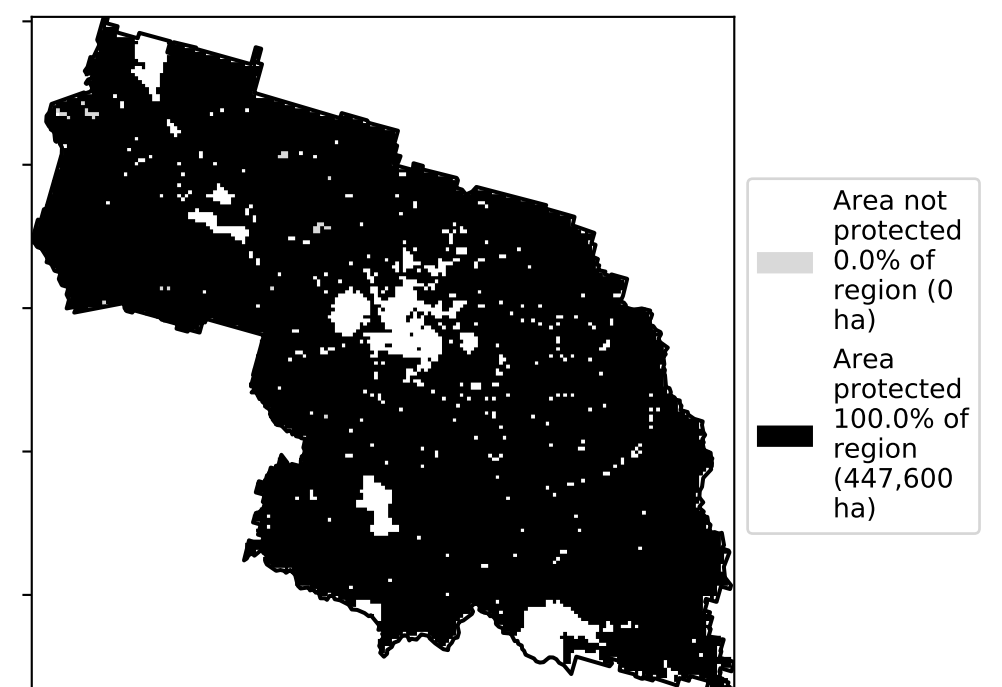 Area not
protected
0.0% of
region (0
ha)
Area
protected
100.0% of
region
(447,600
ha)